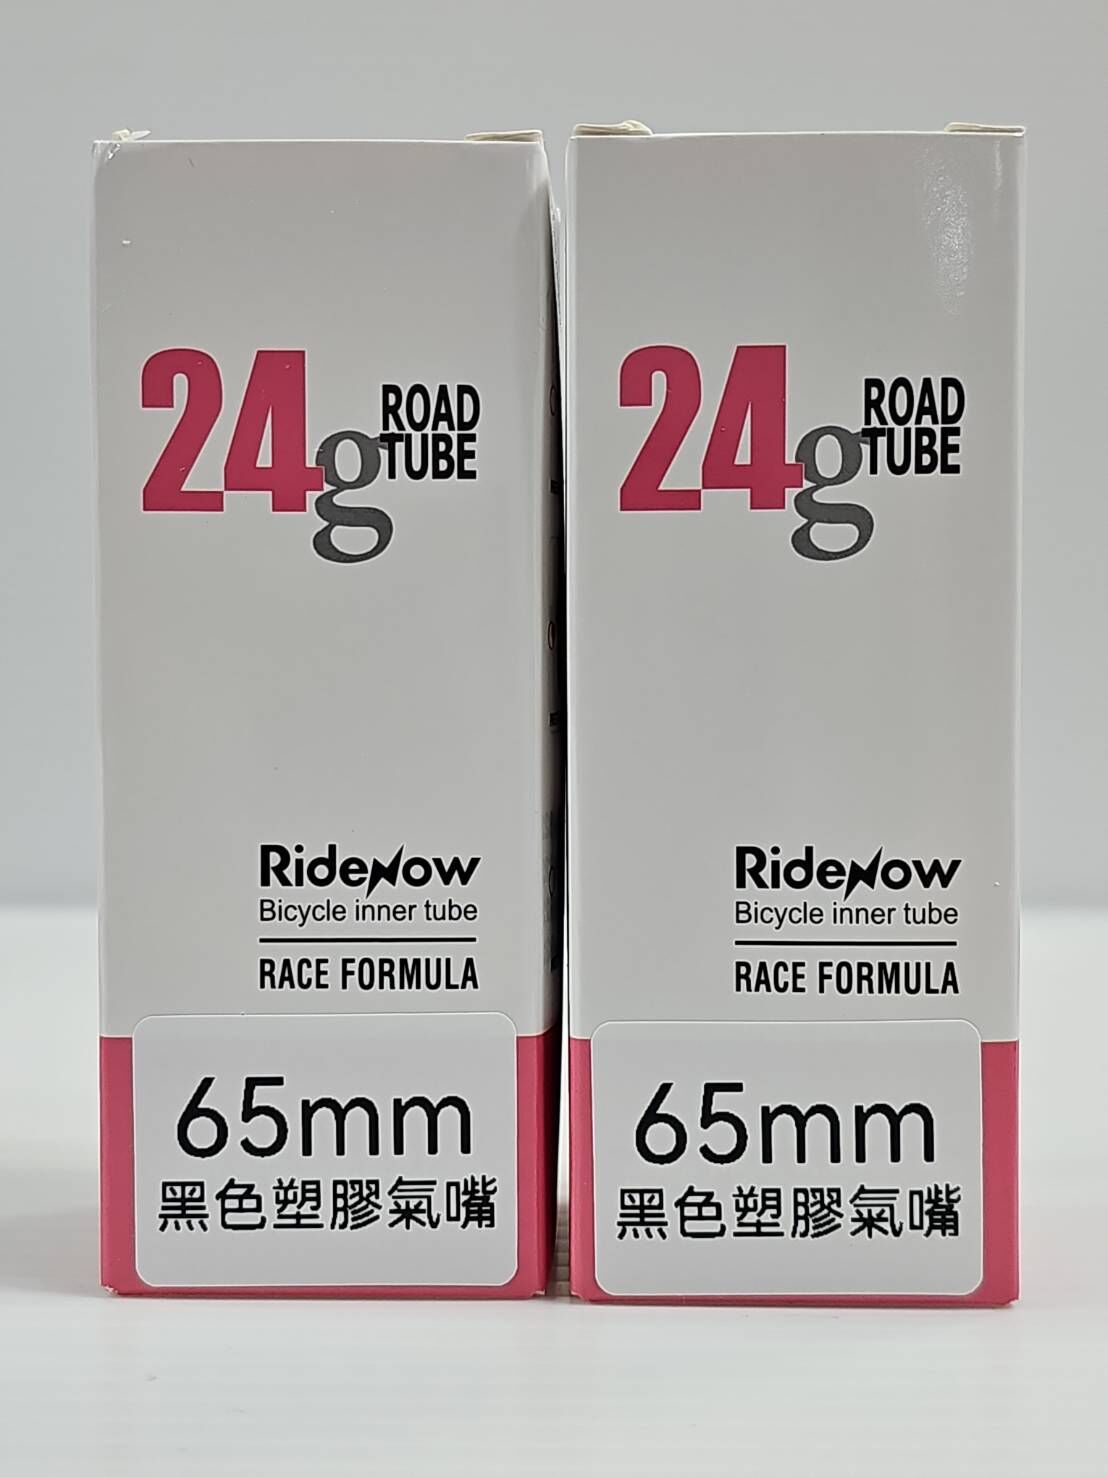 24g ROAD
TUBE
RideNow
Bicycle inner tube
RACE FORMULA
65mm
黑色塑膠氣嘴
24g ROAD
TUBE
RideNow
Bicycle inner tube
RACE FORMULA
65mm
黑色塑膠氣嘴